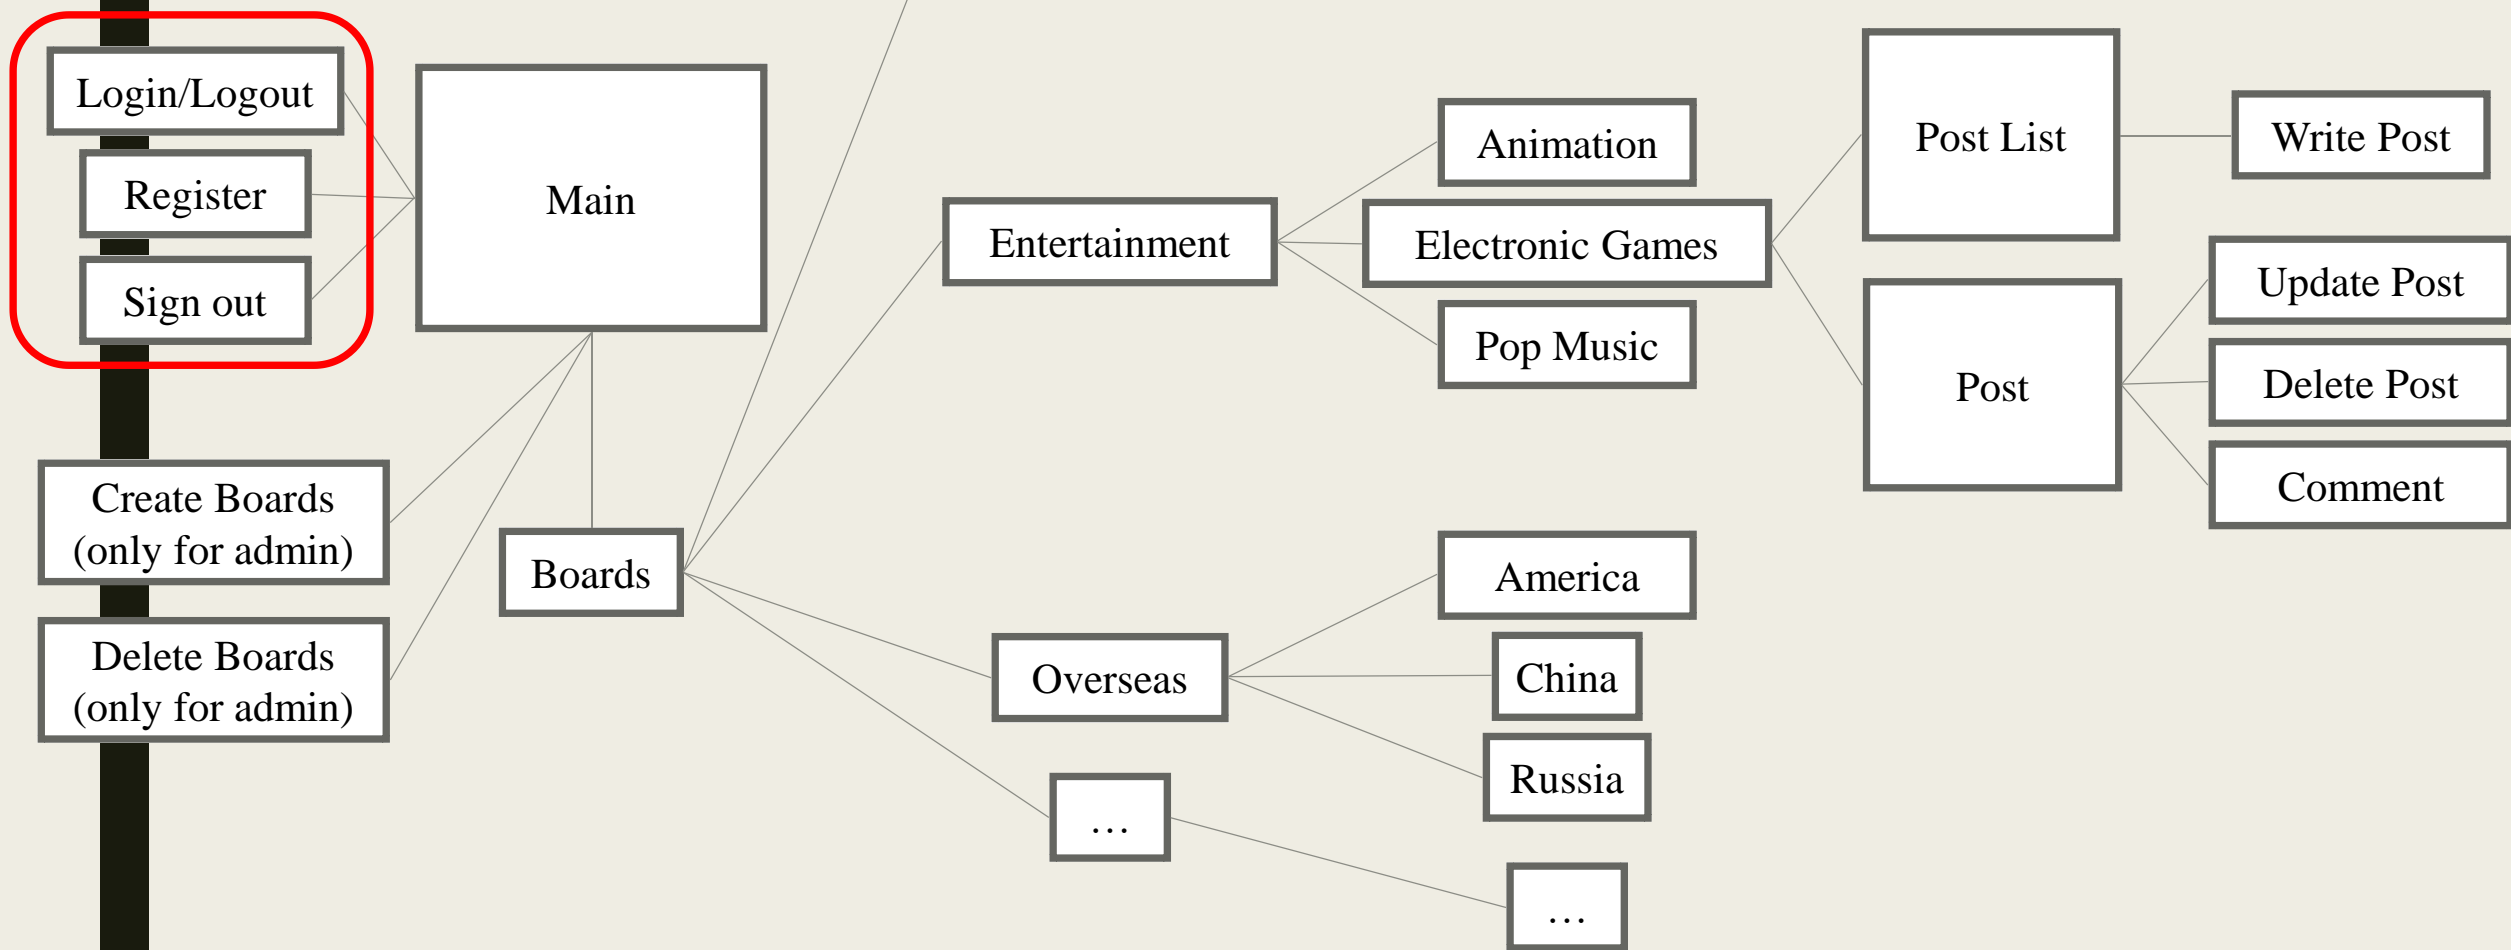 Login/Logout
Register
Sign out
Main
Create Boards
(only for admin)
Delete Boards
(only for admin)
Boards
Entertainment
Animation
Electronic Games
Pop Music
Post List
Write Post
Post
Update Post
Delete Post
Comment
Overseas
America
China
Russia
…
…